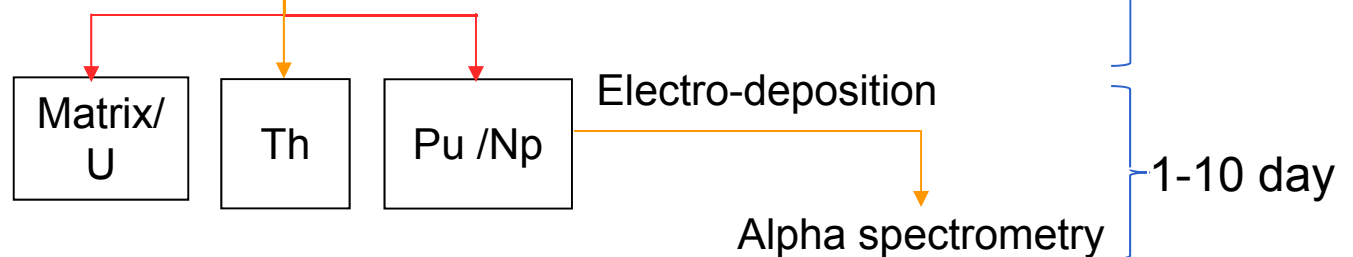 Matrix/
U
Th
Pu /Np
Electro-deposition
Alpha spectrometry
1-10 day